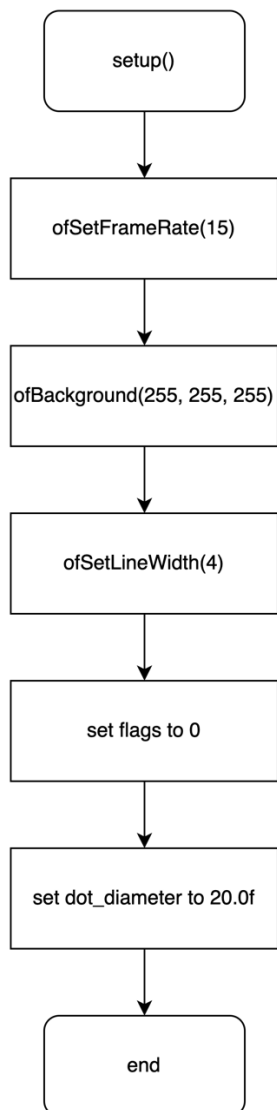 setup()
ofSetFrameRate(15)
ofBackground(255, 255, 255)
ofSetLineWidth(4)
set flags to 0
set dot_diameter to 20.0f
end